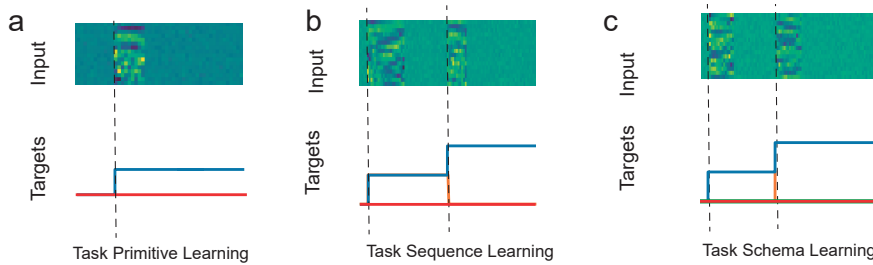 a
Input
Targets
Task Primitive Learning
b
Input
Targets
Task Sequence Learning
c
Input
Targets
Task Schema Learning